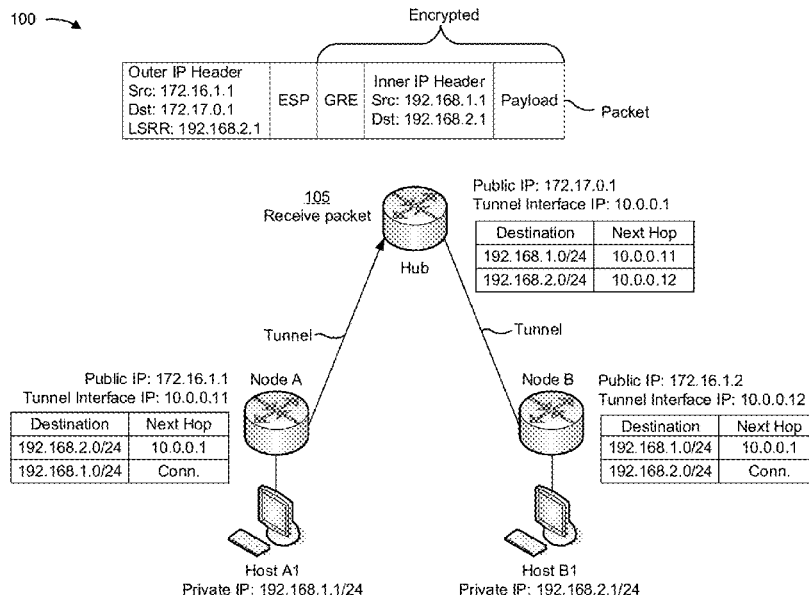 100
Encrypted
Outer IP Header
Src: 172.16.1.1
Dst: 172.17.0.1
LSRR: 192.168.2.1
ESP
GRE
Inner IP Header
Src: 192.168.1.1
Dst: 192.168.2.1
Payload
Packet
105
Receive packet
Hub
Public IP: 172.17.0.1
Tunnel Interface IP: 10.0.0.1
Destination Next Hop
192.168.1.0/24 10.0.0.11
192.168.2.0/24 10.0.0.12
Tunnel
Tunnel
Public IP: 172.16.1.1
Tunnel Interface IP: 10.0.0.11
Node A
Destination Next Hop
192.168.2.0/24 10.0.0.1
192.168.1.0/24 Conn.
Node B
Public IP: 172.16.1.2
Tunnel Interface IP: 10.0.0.12
Destination Next Hop
192.168.1.0/24 10.0.0.1
192.168.2.0/24 Conn.
Host A1
Private IP: 192.168.1.1/24
Host B1
Private IP: 192.168.2.1/24